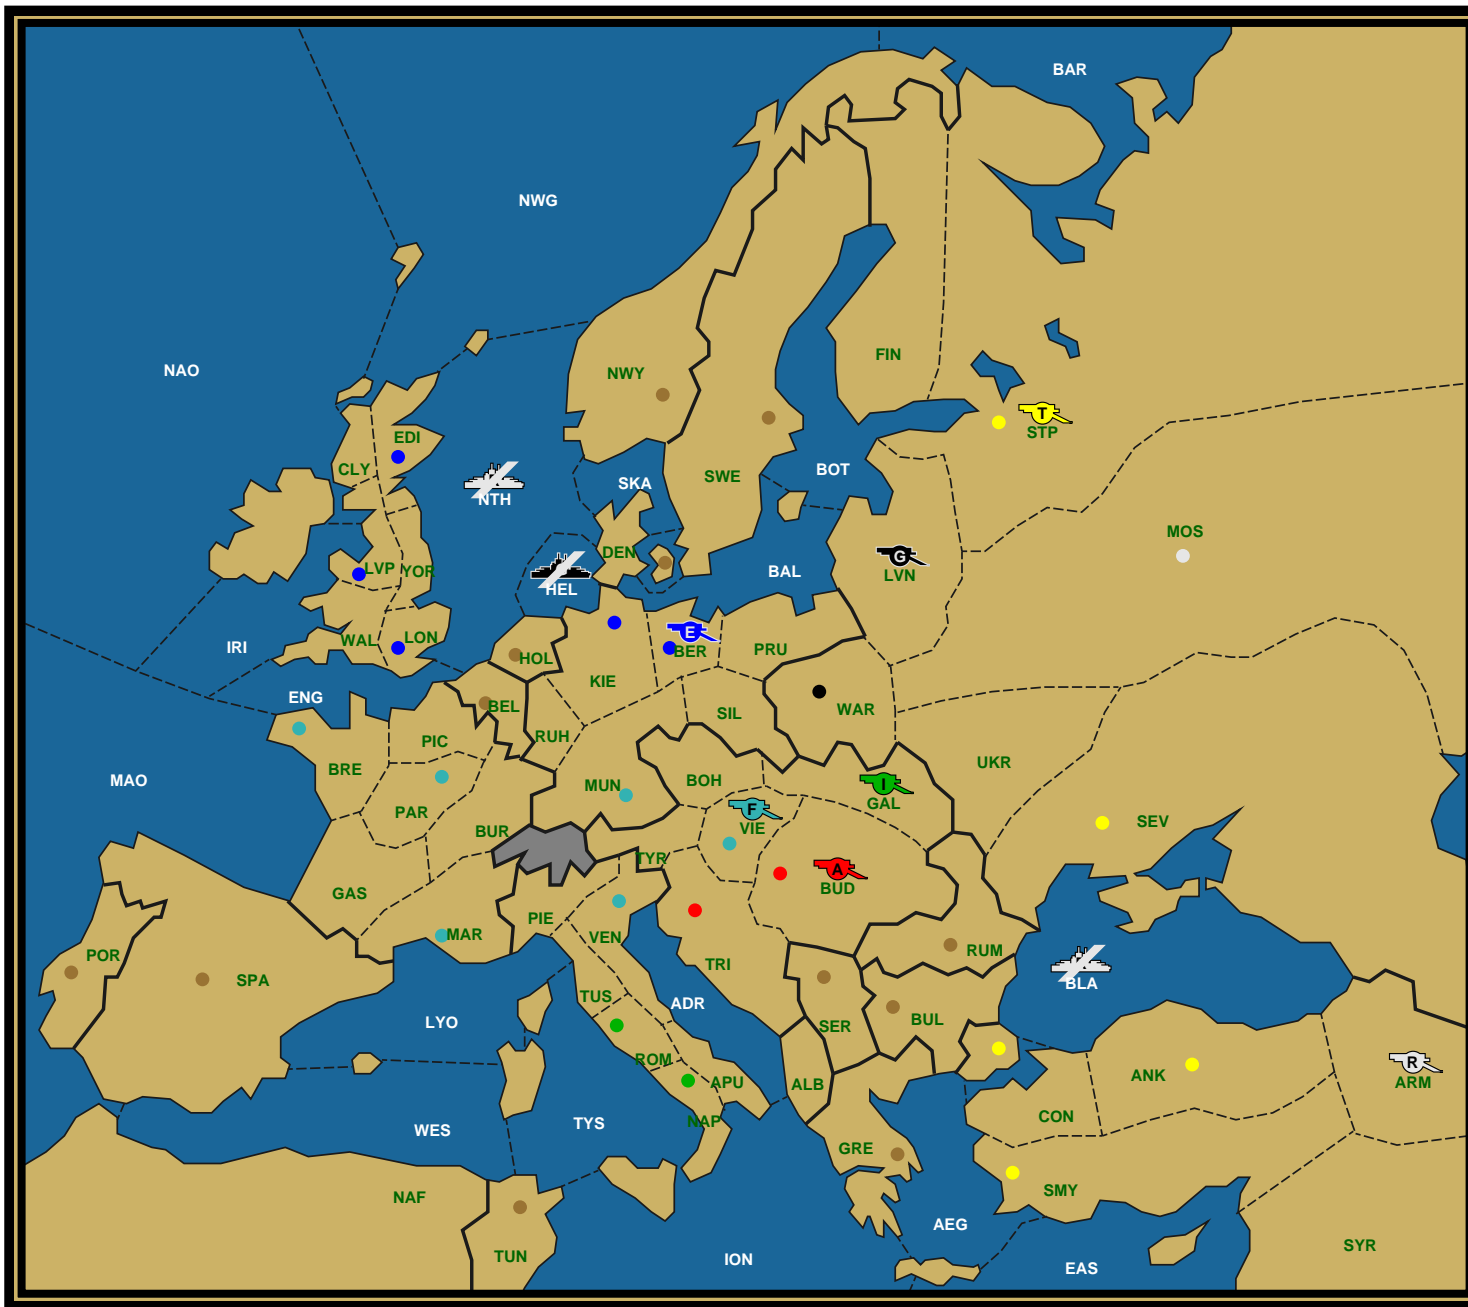 BAR
NWG
NAO
FIN
NWY
T
STP
EDI
CLY
SKA
BOT
SWE
NTH
MOS
DEN
G
LVN
LVP
YOR
BAL
HEL
IRI
WAL
LON
E
BER
PRU
HOL
KIE
ENG
BEL
SIL
WAR
PIC
RUH
UKR
BRE
MAO
MUN
BOH
I
GAL
PAR
F
VIE
SEV
BUR
TYR
A
BUD
GAS
PIE
VEN
MAR
POR
SPA
TRI
RUM
BLA
TUS
ADR
LYO
SER
BUL
ROM
APU
ALB
ANK
R
ARM
NAP
TYS
WES
CON
GRE
NAF
SMY
AEG
TUN
ION
EAS
SYR